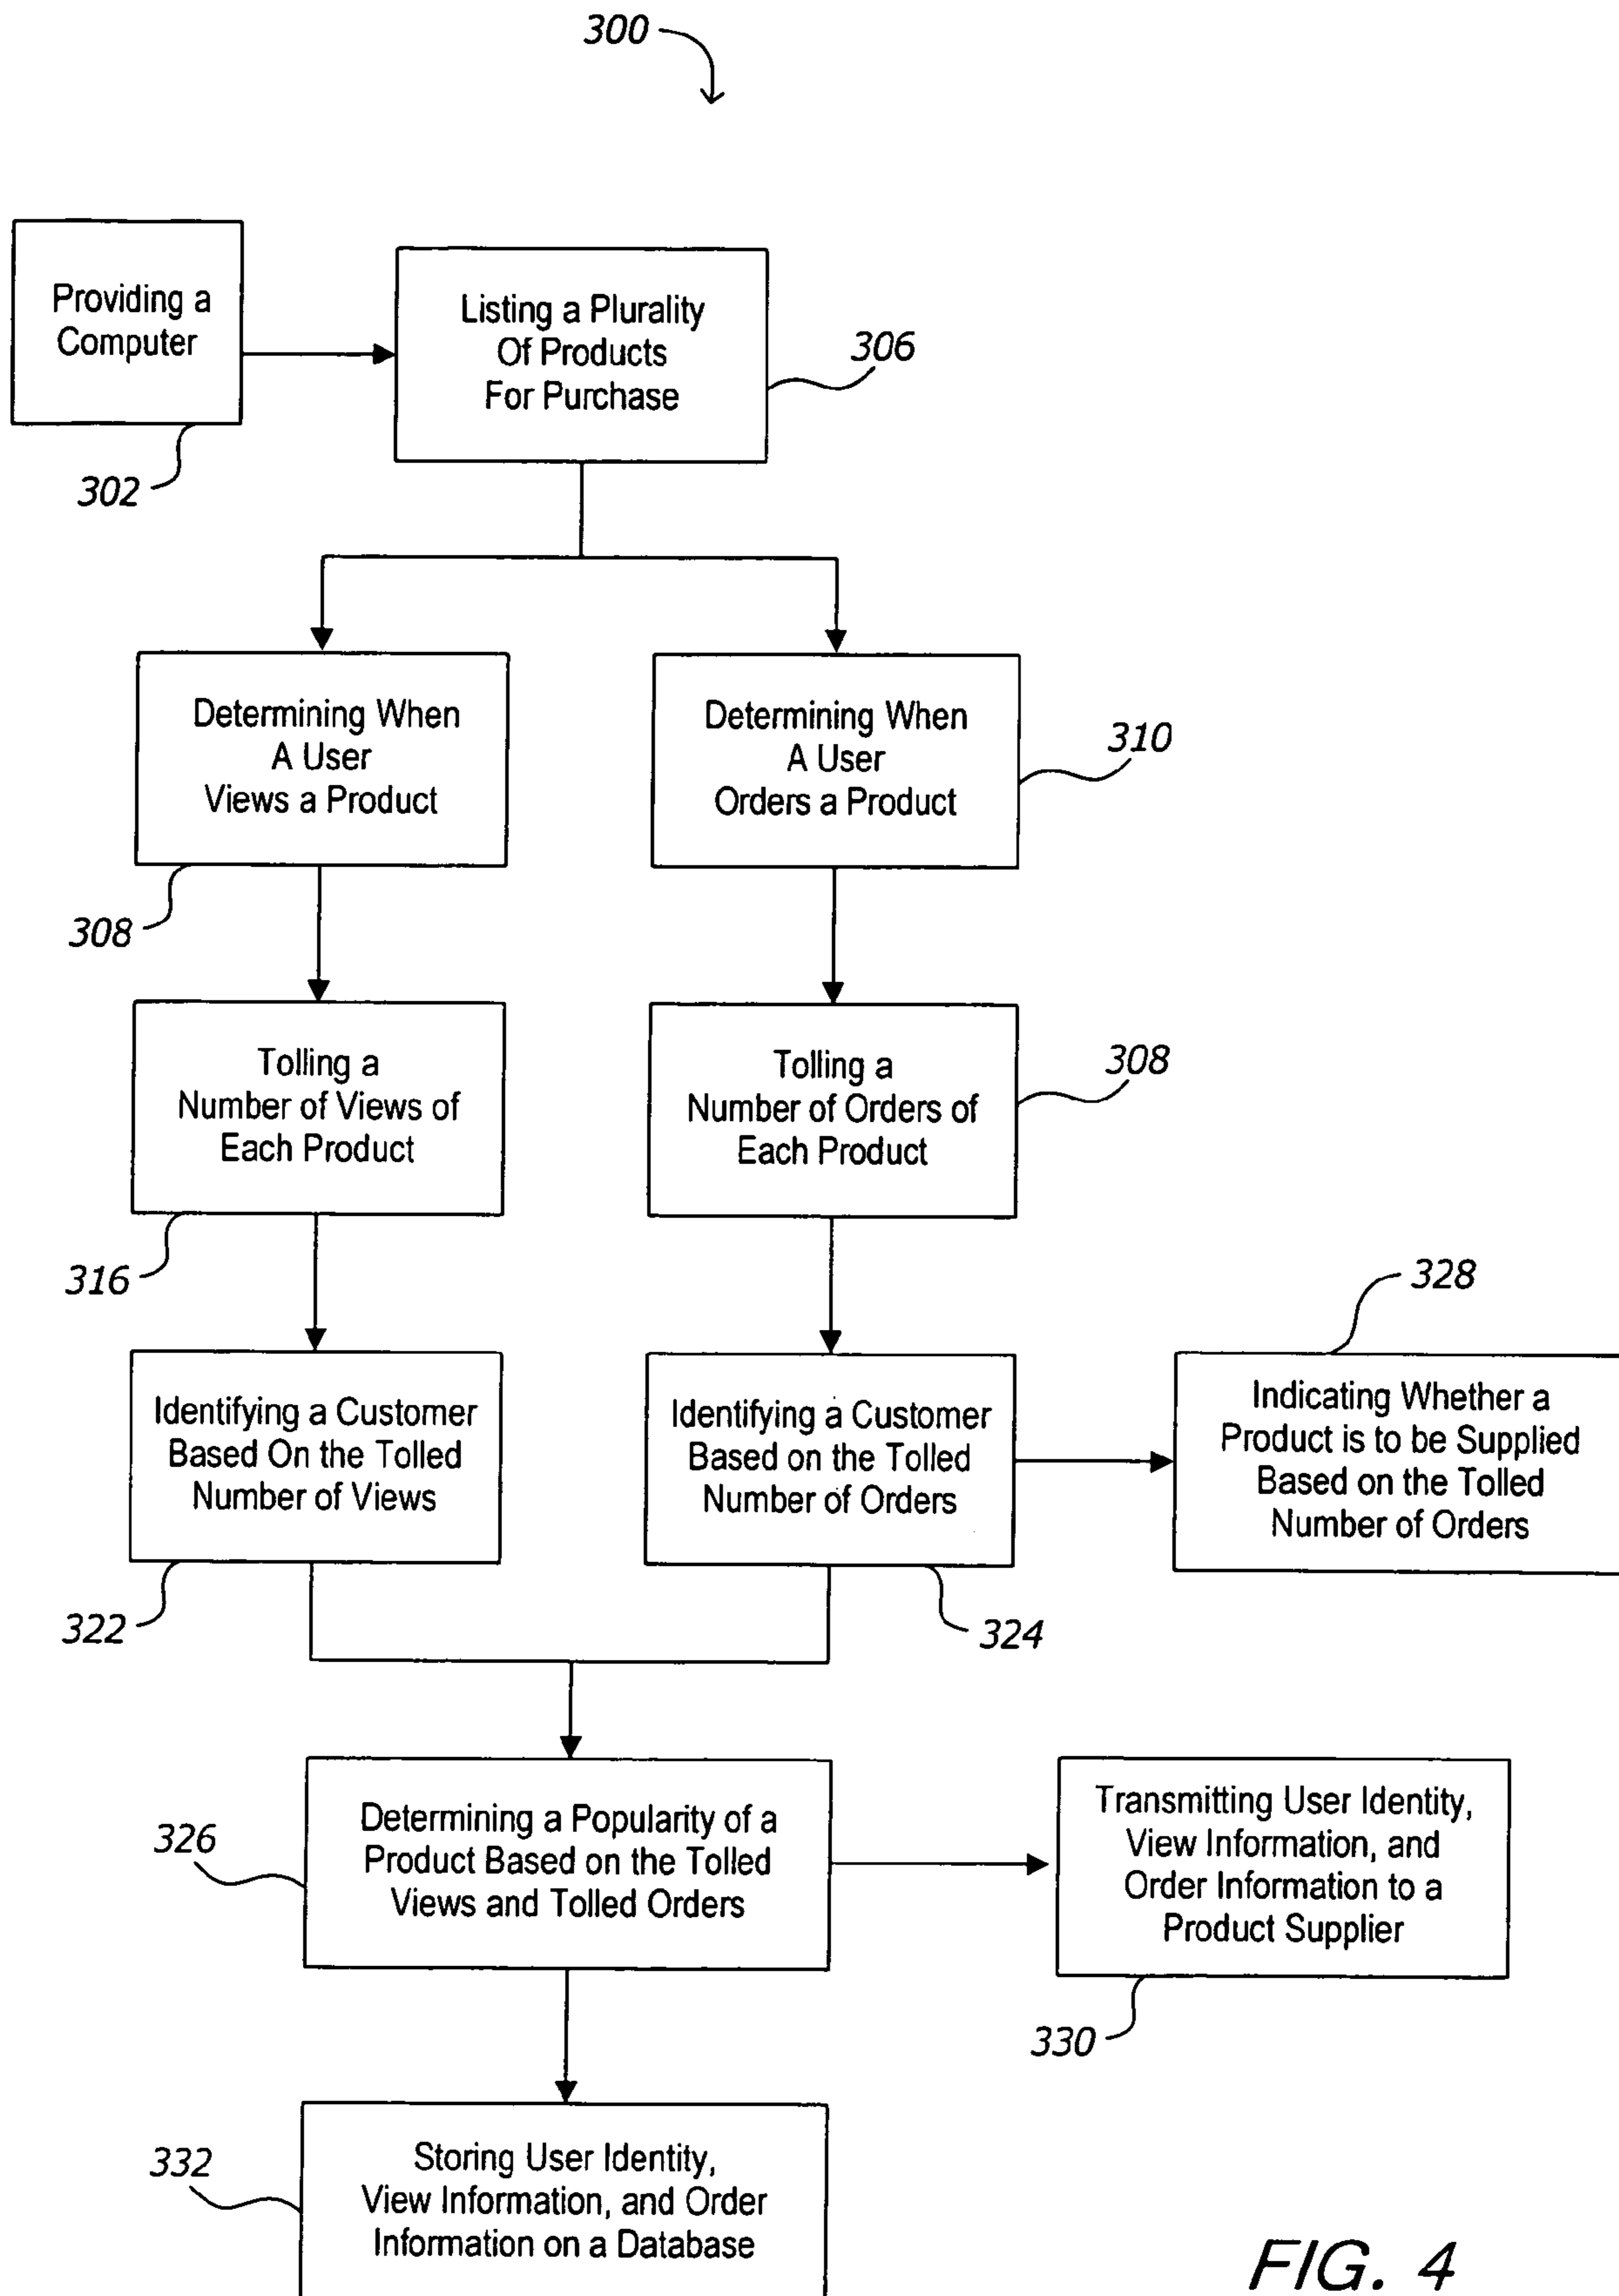 300
Providing a
Computer
302
Listing a Plurality
Of Products
For Purchase
306
Determining When
A User
Views a Product
308
Determining When
A User
Orders a Product
310
Tolling a
Number of Views of
Each Product
316
Tolling a
Number of Orders of
Each Product
308
Identifying a Customer
Based On the Tolled
Number of Views
322
Identifying a Customer
Based on the Tolled
Number of Orders
324
328
Indicating Whether a
Product is to be Supplied
Based on the Tolled
Number of Orders
326
Determining a Popularity of a
Product Based on the Tolled
Views and Tolled Orders
Transmitting User Identity,
View Information, and
Order Information to a
Product Supplier
330
332
Storing User Identity,
View Information, and Order
Information on a Database
FIG. 4